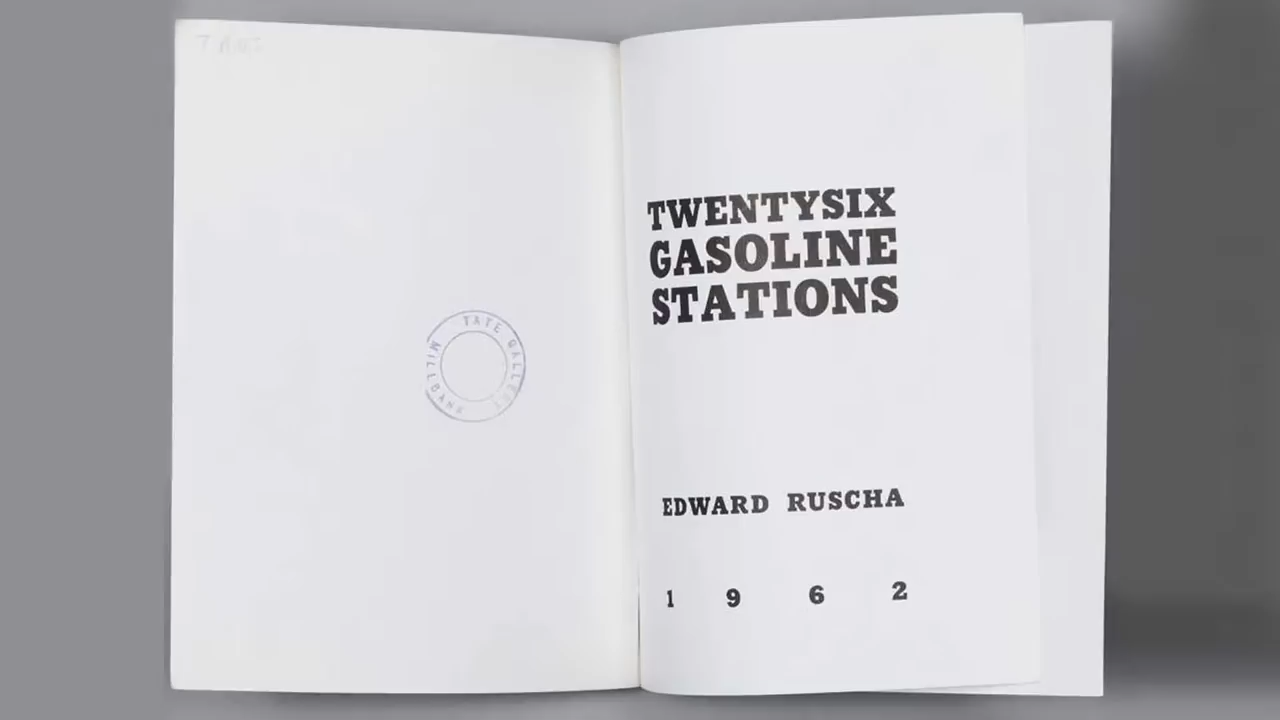 TATE GALLERY
MILLBANK
TWENTYSIX
GASOLINE
STATIONS
EDWARD RUSCHA
1 9 6 2